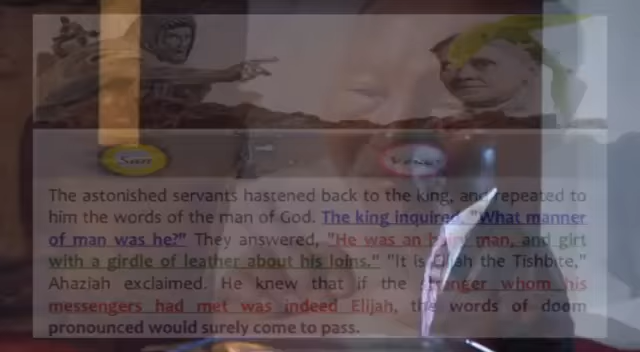 The astonished servants hastened back to the king, and repeated to
him the words of the man of God. The king inquired, "What manner
of man was he?" They answered, "He was an man, and girt
with a girdle of leather about his loins." "It is Elijah the Tishbite,"
Ahaziah exclaimed. He knew that if the stranger whom his
messengers had met was indeed Elijah, the words of doom
pronounced would surely come to pass.